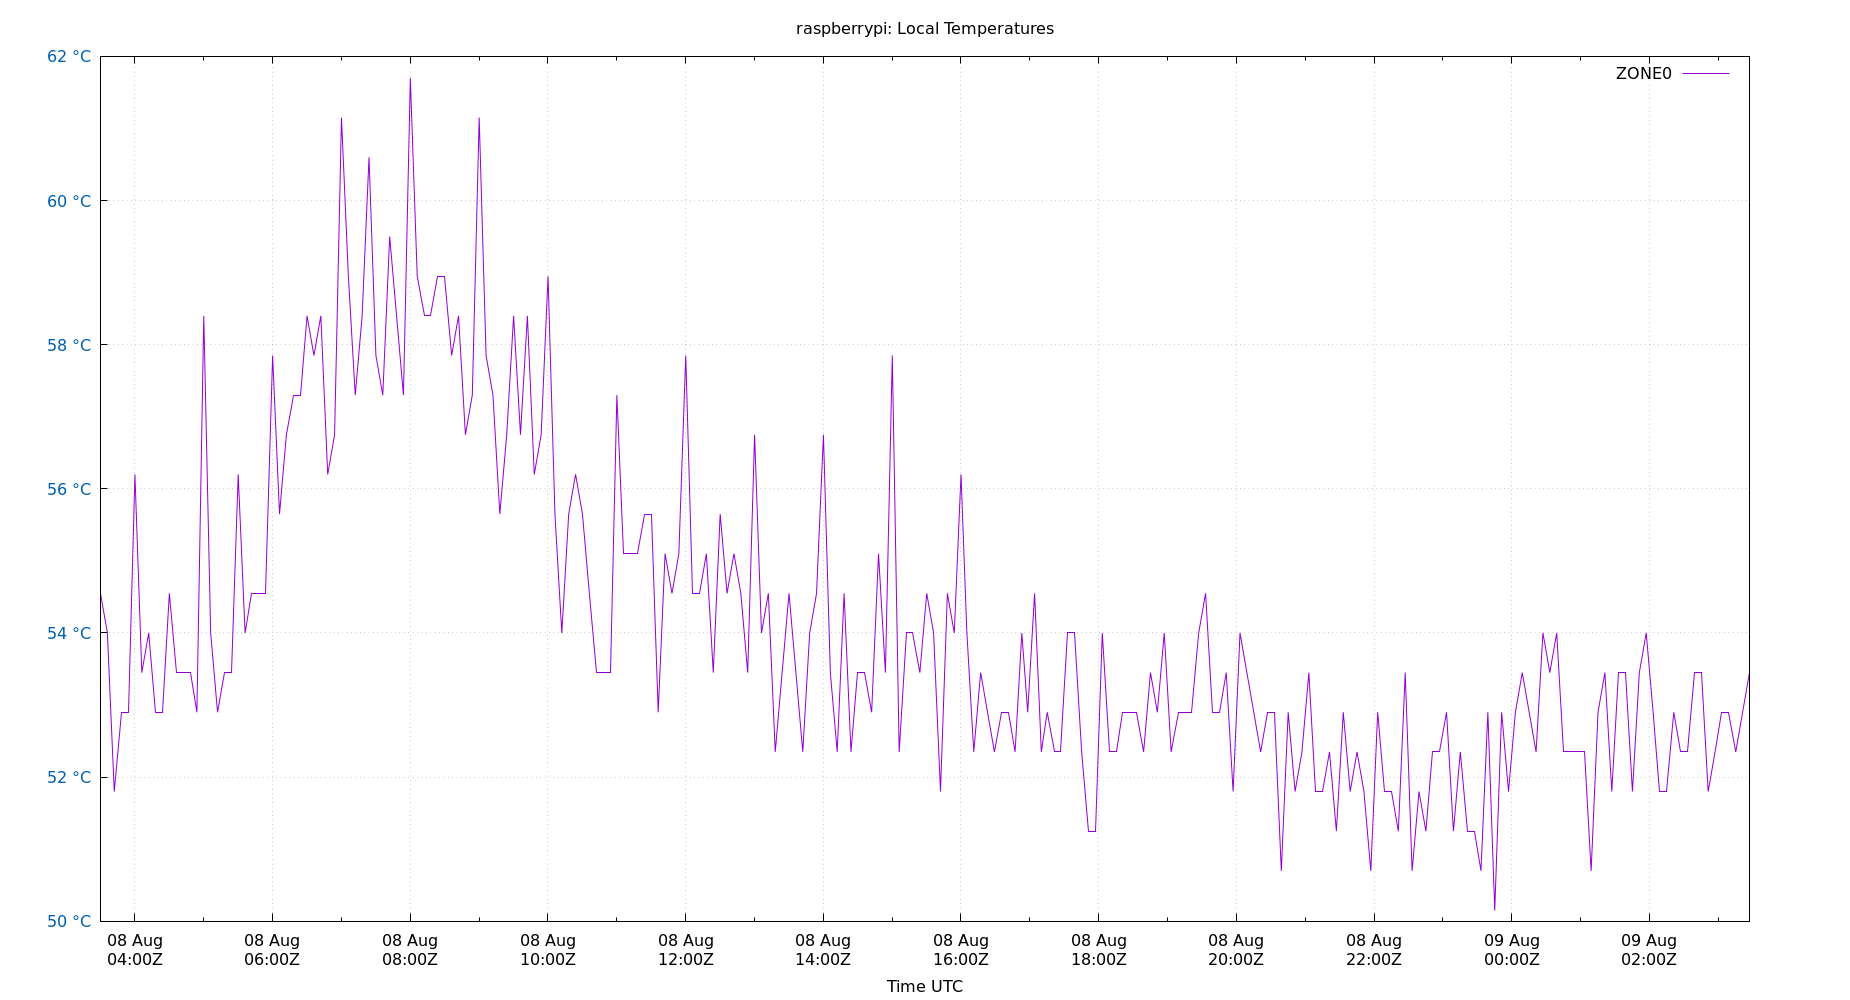 raspberrypi: Local Temperatures
62 °C
ZONE0
60 °C
58 °C
56 °C
54 °C
52 °C
50 °C
08 Aug 08 Aug 08 Aug 08 Aug 08 Aug 08 Aug 08 Aug 08 Aug 08 Aug 08 Aug 09 Aug 09 Aug
04:00Z 06:00Z 08:00Z 10:00Z 12:00Z 14:00Z 16:00Z 18:00Z 20:00Z 22:00Z 00:00Z 02:00Z
Time UTC